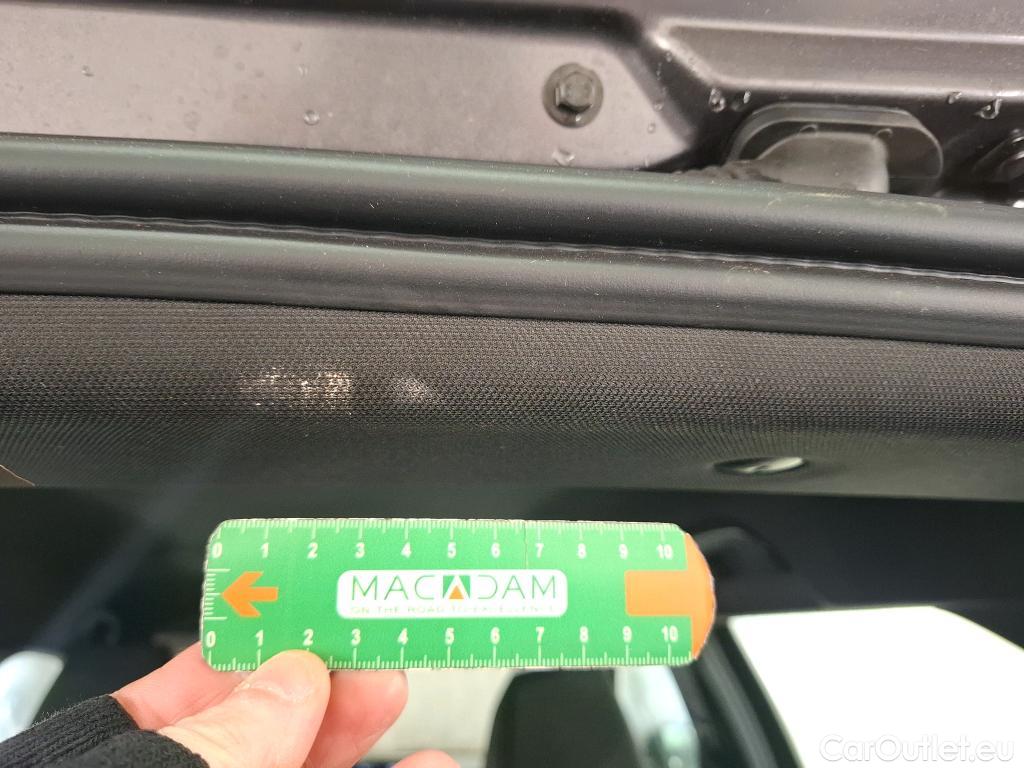 0 1 2 3 4 5 6 7 8 9 10
MACADAM
ON THE ROAD TO EXCELLENCE
0 1 2 3 4 5 6 7 8 9 10
CarOutlet.eu